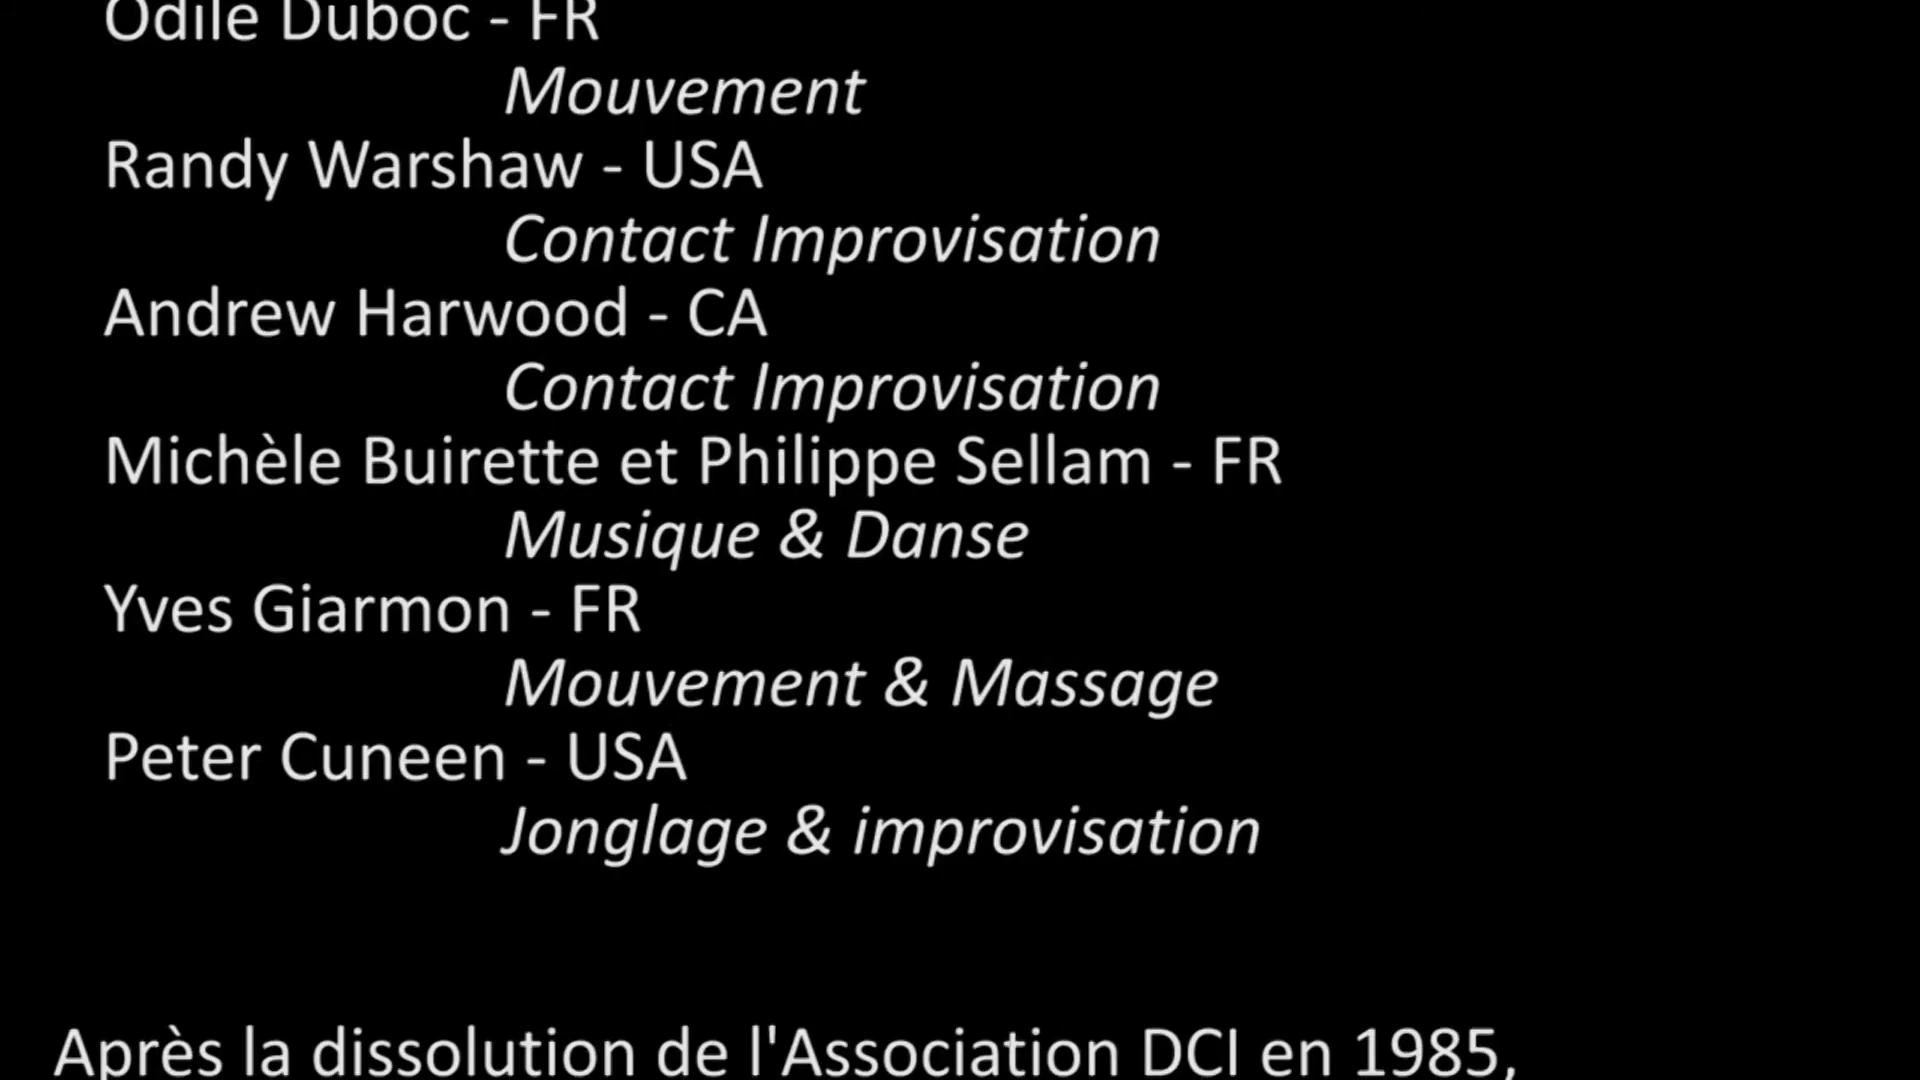 Odile Duboc - FR
Mouvement
Randy Warshaw - USA
Contact Improvisation
Andrew Harwood - CA
Contact Improvisation
Michèle Buirette et Philippe Sellam - FR
Musique & Danse
Yves Giarmon - FR
Mouvement & Massage
Peter Cuneen - USA
Jonglage & improvisation
Après la dissolution de l'Association DCI en 1985,